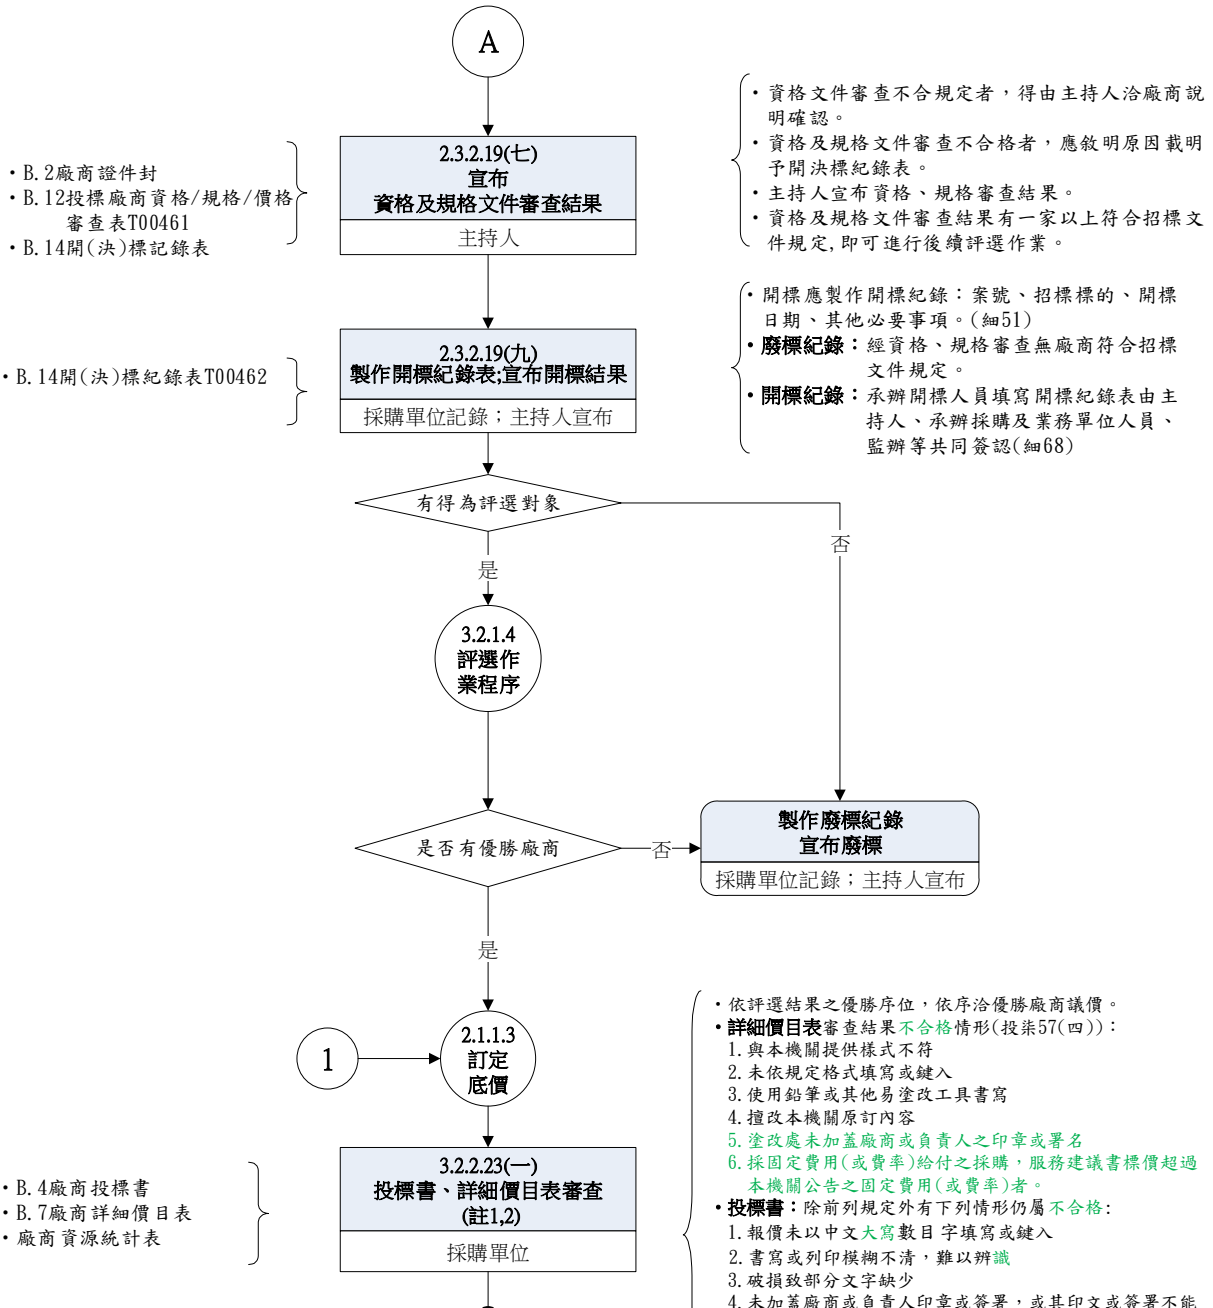 A
・B.2廠商證件封
・B.12投標廠商資格/規格/價格
審查表T00461
・B.14開(決)標記錄表
2.3.2.19(七)
宣布
資格及規格文件審查結果
主持人
・資格文件審查不合規定者，得由主持人洽廠商說
明確認。
・資格及規格文件審查不合格者，應敘明原因載明
予開決標紀錄表。
・主持人宣布資格、規格審查結果。
・資格及規格文件審查結果有一家以上符合招標文
件規定,即可進行後續評選作業。
・B.14開(決)標紀錄表T00462
2.3.2.19(九)
製作開標紀錄表;宣布開標結果
採購單位記錄；主持人宣布
・開標應製作開標紀錄：案號、招標標的、開標
日期、其他必要事項。(細51)
・廢標紀錄：經資格、規格審查無廠商符合招標
文件規定。
・開標紀錄：承辦開標人員填寫開標紀錄表由主
持人、承辦採購及業務單位人員、
監辦等共同簽認(細68)
有得為評選對象
否
是
3.2.1.4
評選作
業程序
是否有優勝廠商
否
製作廢標紀錄
宣布廢標
採購單位記錄；主持人宣布
是
1
2.1.1.3
訂定
底價
・B.4廠商投標書
・B.7廠商詳細價目表
・廠商資源統計表
3.2.2.23(一)
投標書、詳細價目表審查
(註1,2)
採購單位
・依評選結果之優勝序位，依序洽優勝廠商議價。
・詳細價目表審查結果不合格情形(投柒57(四))：
1.與本機關提供樣式不符
2.未依規定格式填寫或鍵入
3.使用鉛筆或其他易塗改工具書寫
4.擅改本機關原訂內容
5.塗改處未加蓋廠商或負責人之印章或署名
6.採固定費用(或費率)給付之採購，服務建議書標價超過
本機關公告之固定費用(或費率)者。
・投標書：除前列規定外有下列情形仍屬不合格:
1.報價未以中文大寫數目字填寫或鍵入
2.書寫或列印模糊不清，難以辨識
3.破損致部分文字缺少
4.未加蓋廠商或負責人印章或簽署，或其印文或簽署不能